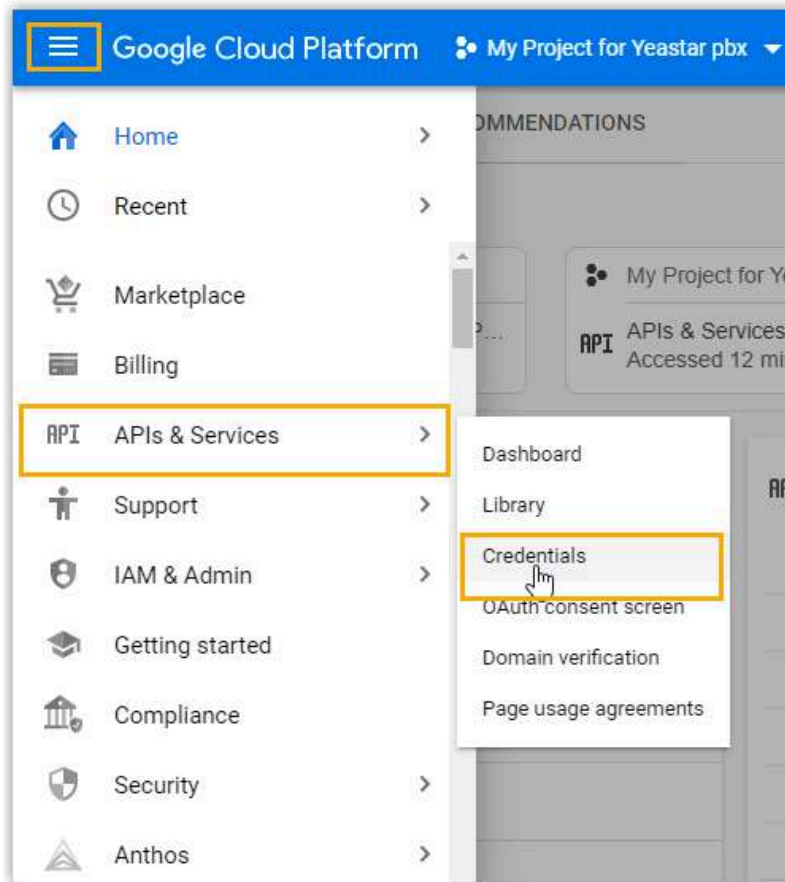 Google Cloud Platform My Project for Yeastar pbx
OMMENDATIONS
Home
Recent
Marketplace
Billing
API APIs & Services
Support
IAM & Admin
Getting started
Compliance
Security
Anthos
My Project for Y
P...
API APIs & Services
Accessed 12 mi
Dashboard
Library
Credentials
OAuth consent screen
Domain verification
Page usage agreements